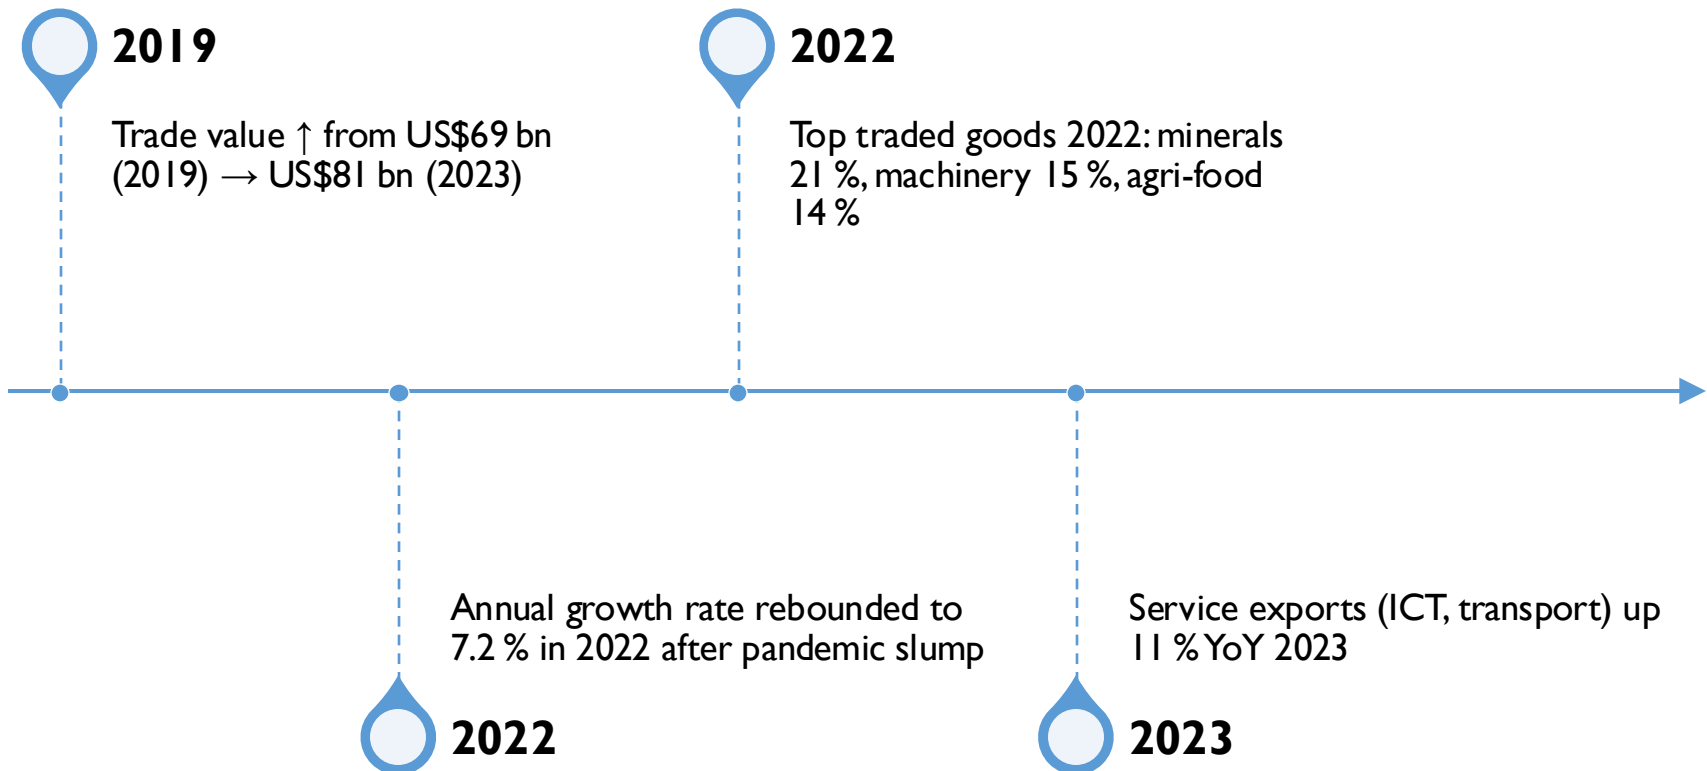 2019
Trade value ↑ from US$69 bn
(2019) → US$81 bn (2023)
2022
Top traded goods 2022: minerals
21 %, machinery 15 %, agri-food
14 %
Annual growth rate rebounded to
7.2 % in 2022 after pandemic slump
2022
Service exports (ICT, transport) up
11 % YoY 2023
2023